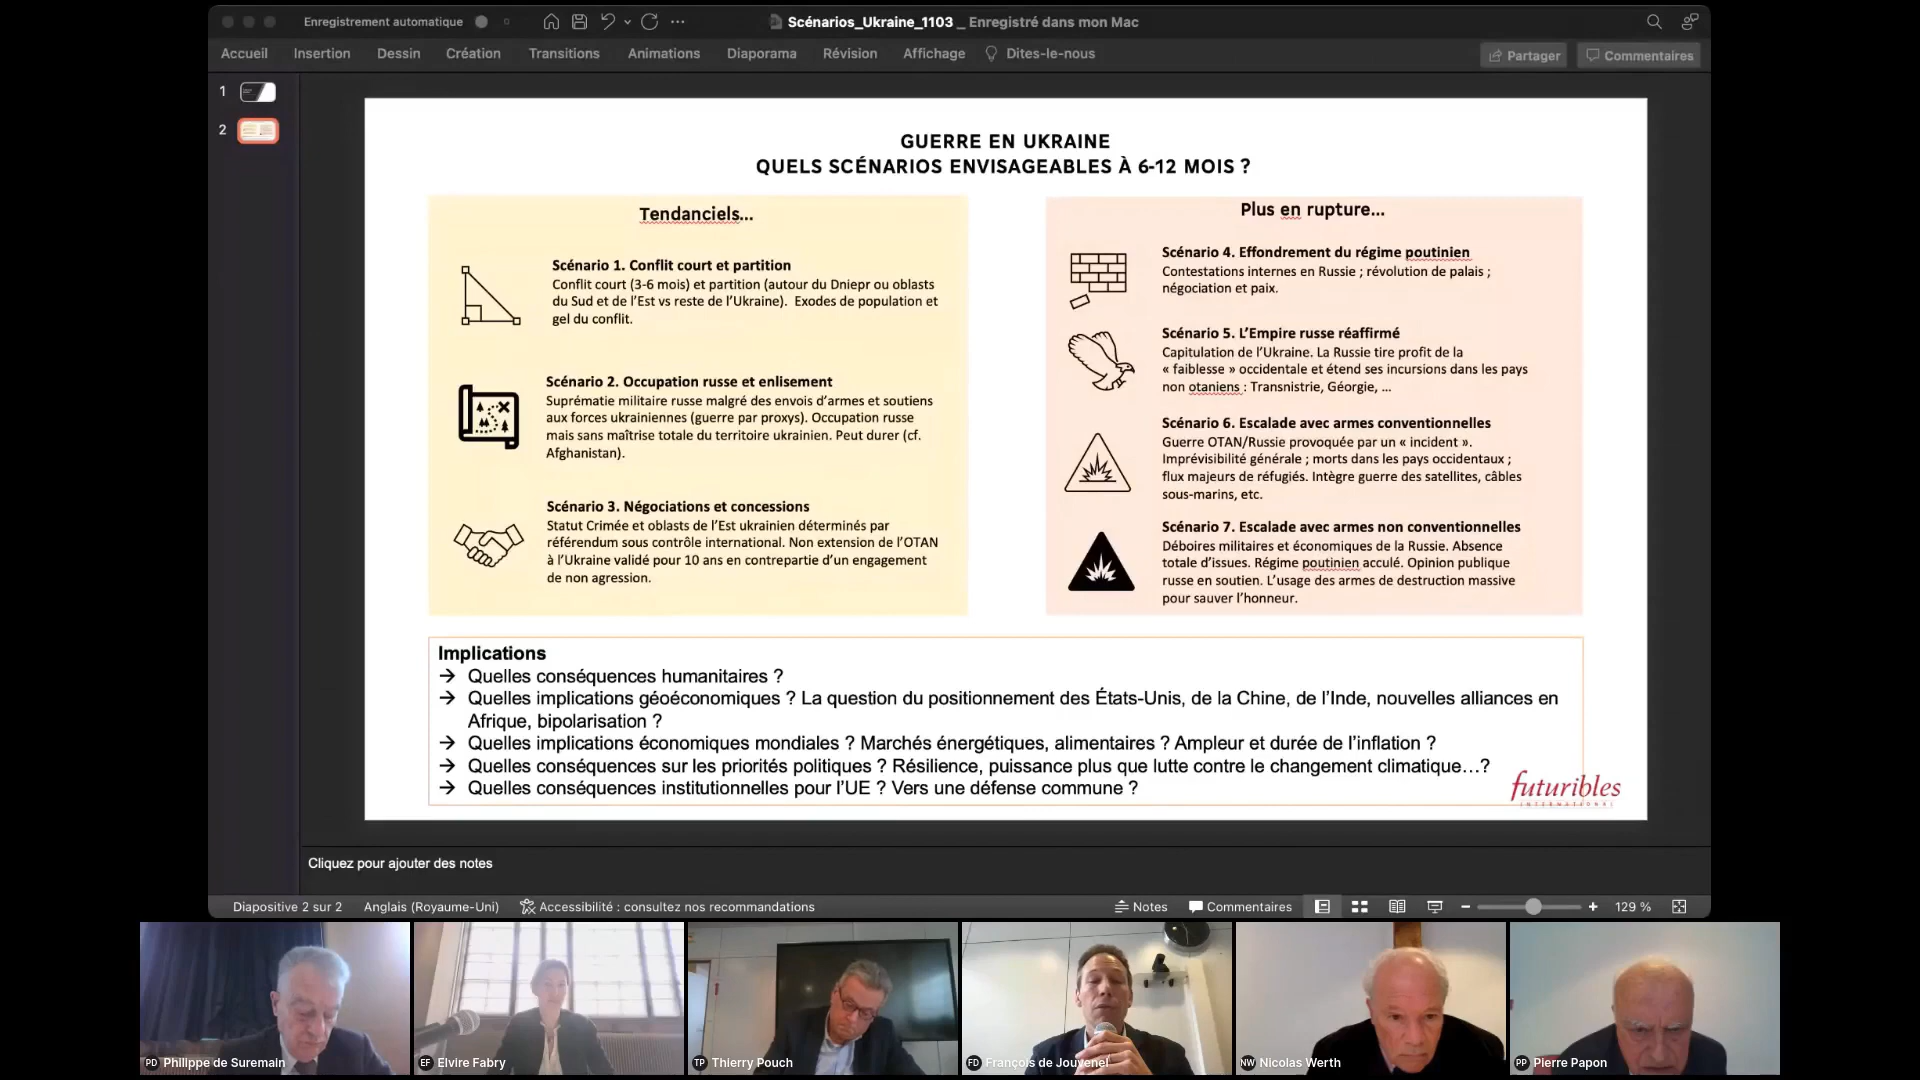 Enregistrement automatique
Scénarios_Ukraine_1103 _ Enregistré dans mon Mac
Accueil Insertion Dessin Création Transitions Animations Diaporama Révision Affichage Dites-le-nous Partager Commentaires
1
2
GUERRE EN UKRAINE
QUELS SCÉNARIOS ENVISAGEABLES À 6-12 MOIS ?
Tendanciels...
Scénario 1. Conflit court et partition
Conflit court (3-6 mois) et partition (autour du Dniepr ou oblasts
du Sud et de l'Est vs reste de l'Ukraine). Exodes de population et
gel du conflit.
Scénario 2. Occupation russe et enlisement
Suprématie militaire russe malgré des envois d'armes et soutiens
aux forces ukrainiennes (guerre par proxys). Occupation russe
mais sans maîtrise totale du territoire ukrainien. Peut durer (cf.
Afghanistan).
Scénario 3. Négociations et concessions
Statut Crimée et oblasts de l'Est ukrainien déterminés par
référendum sous contrôle international. Non extension de l'OTAN
à l'Ukraine validé pour 10 ans en contrepartie d'un engagement
de non agression.
Plus en rupture...
Scénario 4. Effondrement du régime poutinien
Contestations internes en Russie ; révolution de palais ;
négociation et paix.
Scénario 5. L'Empire russe réaffirmé
Capitulation de l'Ukraine. La Russie tire profit de la
« faiblesse » occidentale et étend ses incursions dans les pays
non otaniens : Transnistrie, Géorgie, ...
Scénario 6. Escalade avec armes conventionnelles
Guerre OTAN/Russie provoquée par un « incident ».
Imprévisibilité générale ; morts dans les pays occidentaux ;
flux majeurs de réfugiés. Intègre guerre des satellites, câbles
sous-marins, etc.
Scénario 7. Escalade avec armes non conventionnelles
Déboires militaires et économiques de la Russie. Absence
totale d'issues. Régime poutinien acculé. Opinion publique
russe en soutien. L'usage des armes de destruction massive
pour sauver l'honneur.
Implications
→ Quelles conséquences humanitaires ?
→ Quelles implications géoéconomiques ? La question du positionnement des États-Unis, de la Chine, de l'Inde, nouvelles alliances en
Afrique, bipolarisation ?
→ Quelles implications économiques mondiales ? Marchés énergétiques, alimentaires ? Ampleur et durée de l'inflation ?
→ Quelles conséquences sur les priorités politiques ? Résilience, puissance plus que lutte contre le changement climatique...?
→ Quelles conséquences institutionnelles pour l'UE ? Vers une défense commune ?
futuribles
INTERNATIONAL
Cliquez pour ajouter des notes
Diapositive 2 sur 2 Anglais (Royaume-Uni) Accessibilité : consultez nos recommandations Notes Commentaires 129 %
PD Philippe de Suremain
EF Elvire Fabry
TP Thierry Pouch
FD François de Jouvenel
NW Nicolas Werth
PP Pierre Papon